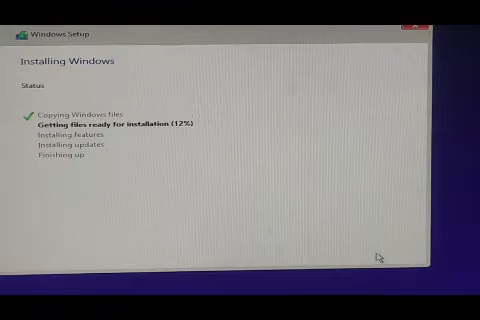 Windows Setup
Installing Windows
Status
Copying Windows files
Getting files ready for installation (12%)
Installing features
Installing updates
Finishing up